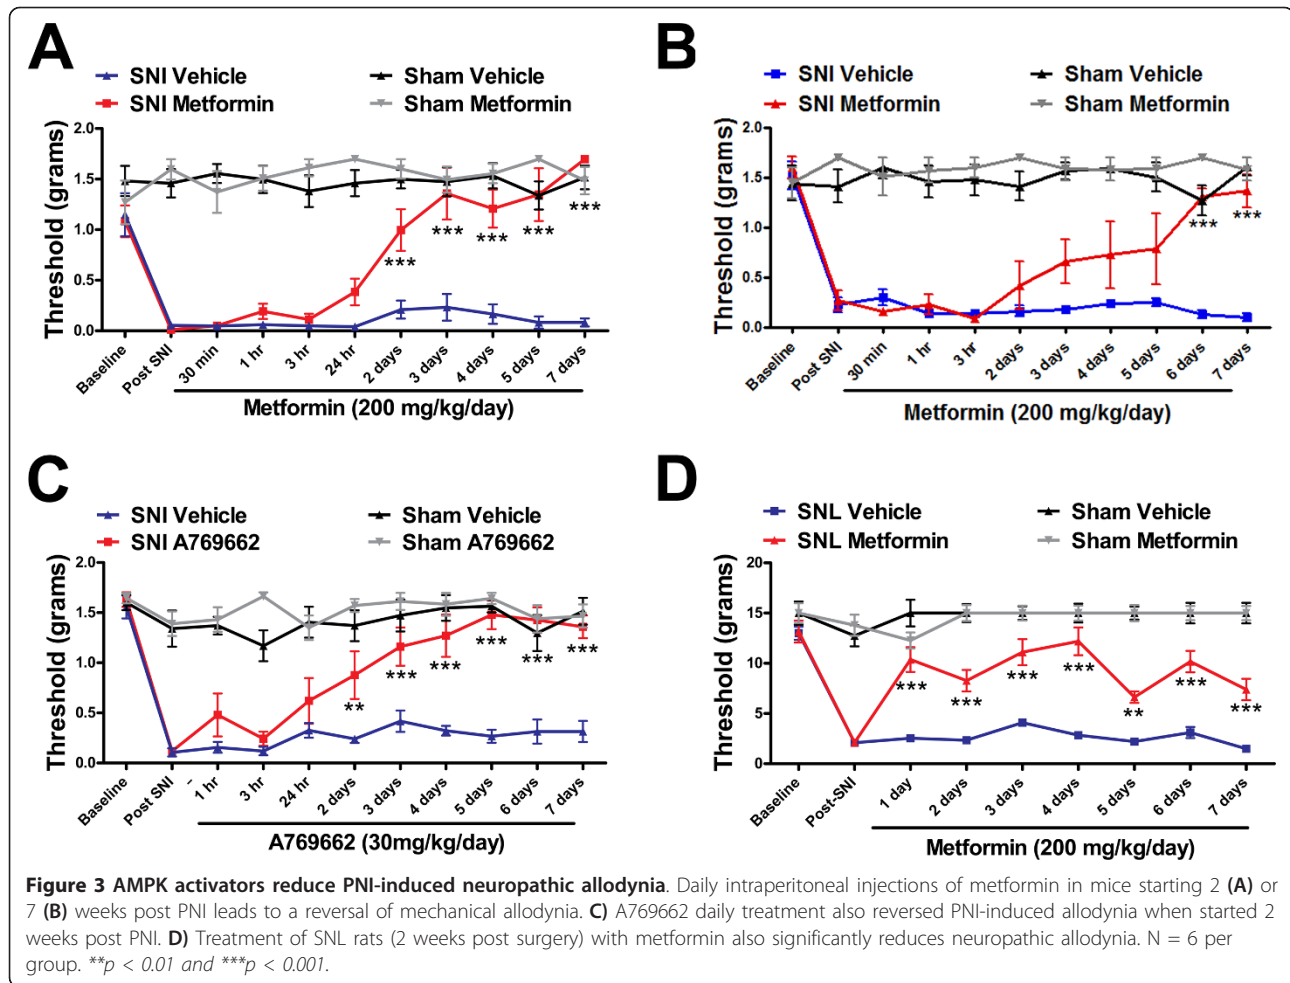 A
SNI Vehicle
SNI Metformin
Sham Vehicle
Sham Metformin
Threshold (grams)
2.0
1.5
1.0
0.5
0.0
*** *** *** *** ***
Baseline
Post SNI
30 min
1 hr
3 hr
24 hr
2 days
3 days
4 days
5 days
7 days
Metformin (200 mg/kg/day)
B
SNI Vehicle
SNI Metformin
Sham Vehicle
Sham Metformin
Threshold (grams)
2.0
1.5
1.0
0.5
0.0
*** ***
Baseline
Post SNI
30 min
1 hr
3 hr
2 days
3 days
4 days
5 days
6 days
7 days
Metformin (200 mg/kg/day)
C
SNI Vehicle
SNI A769662
Sham Vehicle
Sham A769662
Threshold (grams)
2.0
1.5
1.0
0.5
0.0
** *** *** *** *** ***
Baseline
Post SNI
-
1 hr
3 hr
24 hr
2 days
3 days
4 days
5 days
6 days
7 days
A769662 (30mg/kg/day)
D
SNL Vehicle
SNL Metformin
Sham Vehicle
Sham Metformin
Threshold (grams)
20
15
10
5
0
*** *** *** *** ** *** ***
Baseline
Post-SNI
1 day
2 days
3 days
4 days
5 days
6 days
7 days
Metformin (200 mg/kg/day)
Figure 3 AMPK activators reduce PNI-induced neuropathic allodynia. Daily intraperitoneal injections of metformin in mice starting 2 (A) or
7 (B) weeks post PNI leads to a reversal of mechanical allodynia. C) A769662 daily treatment also reversed PNI-induced allodynia when started 2
weeks post PNI. D) Treatment of SNL rats (2 weeks post surgery) with metformin also significantly reduces neuropathic allodynia. N = 6 per
group. **p < 0.01 and ***p < 0.001.